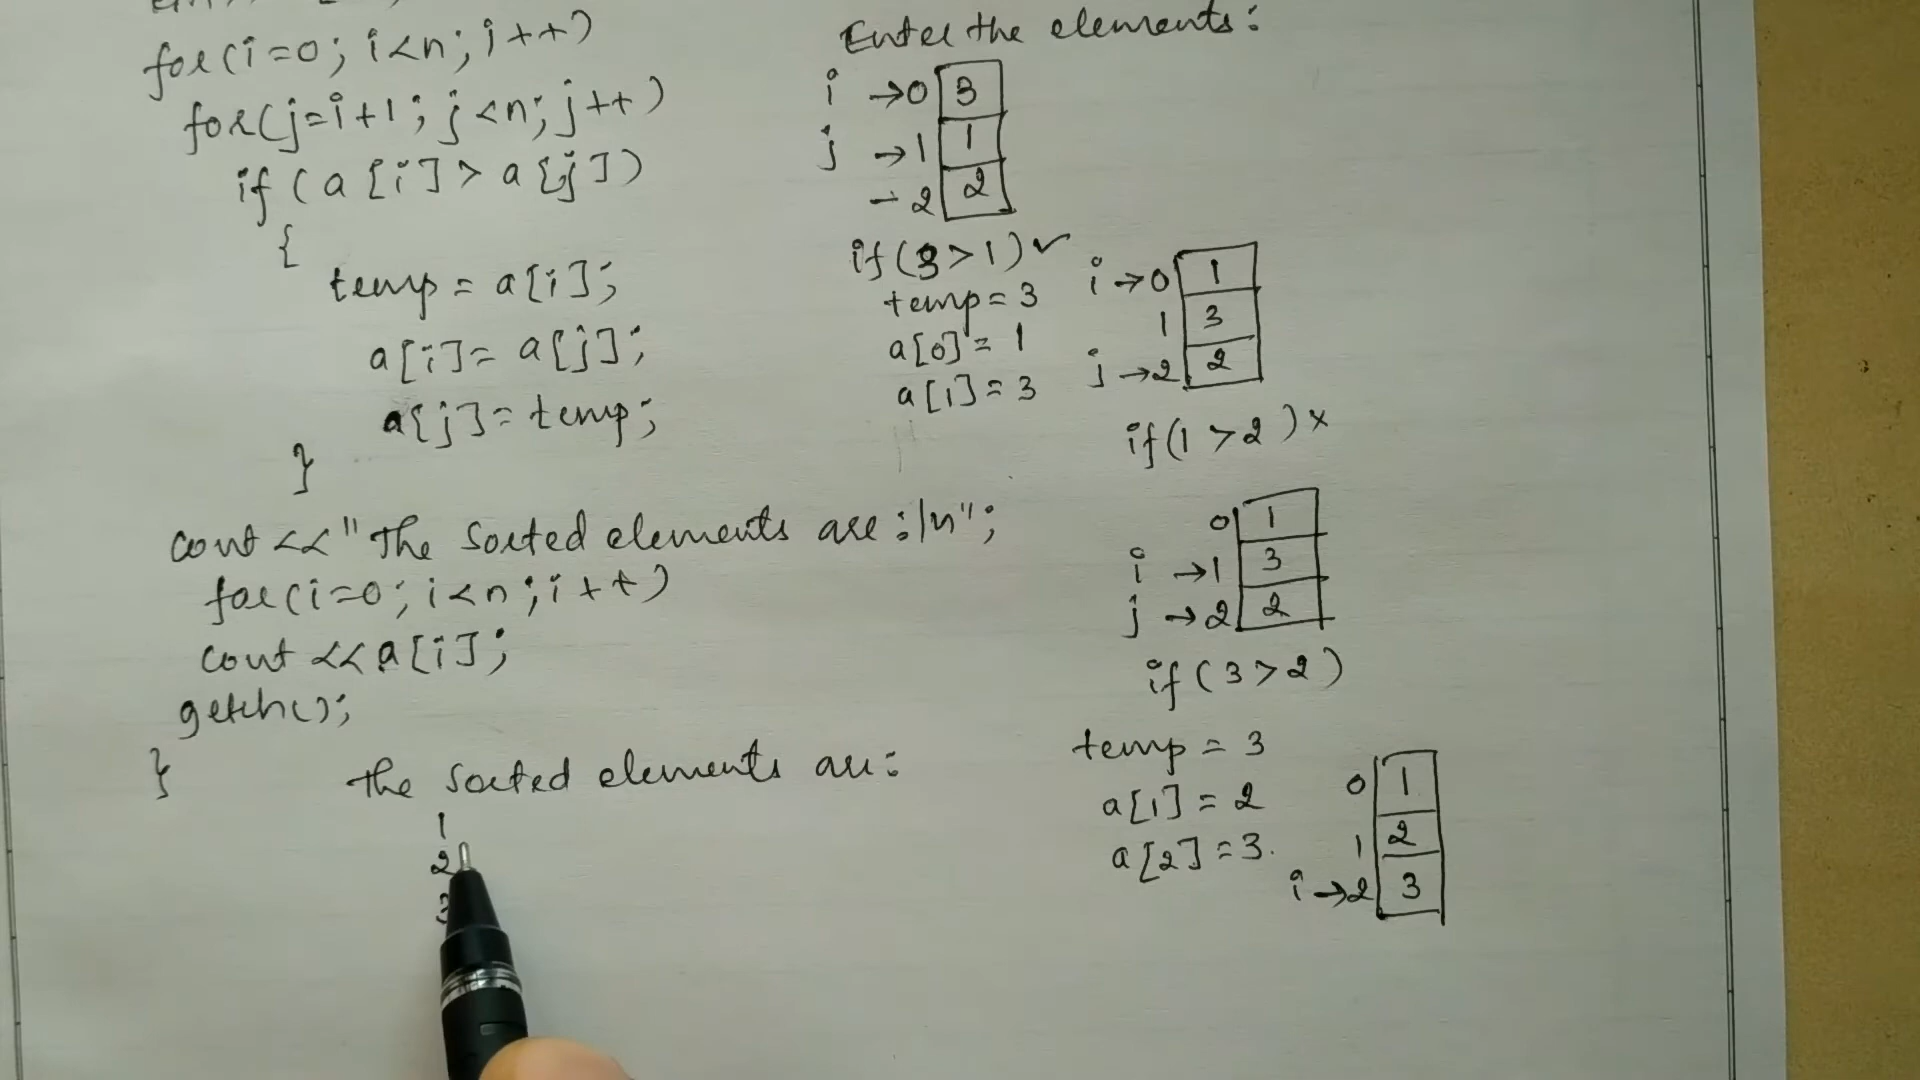 for(i=0; i<n; i++)
for(j=i+1; j<n; j++)
if (a[i] > a[j])
{
temp = a[i];
a[i] = a[j];
a[j] = temp;
}
cout << "The Sorted elements are :\n";
for(i=0; i<n; i++)
cout << a[i];
getch();
}
The Sorted elements are:
1
2
3
Enter the elements:
i →0 3
j →1 1
- 2 2
if (3>1) ✓
temp = 3
a[0] = 1
a[1] = 3
i →0 1
1 3
j →2 2
if (1 > 2) x
0 1
i →1 3
j →2 2
if (3 > 2)
temp = 3
a[1] = 2
a[2] = 3.
0 1
1 2
i →2 3